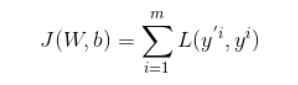 J(W, b) = \sum_{i=1}^{m} L(y^{'i}, y^{i})